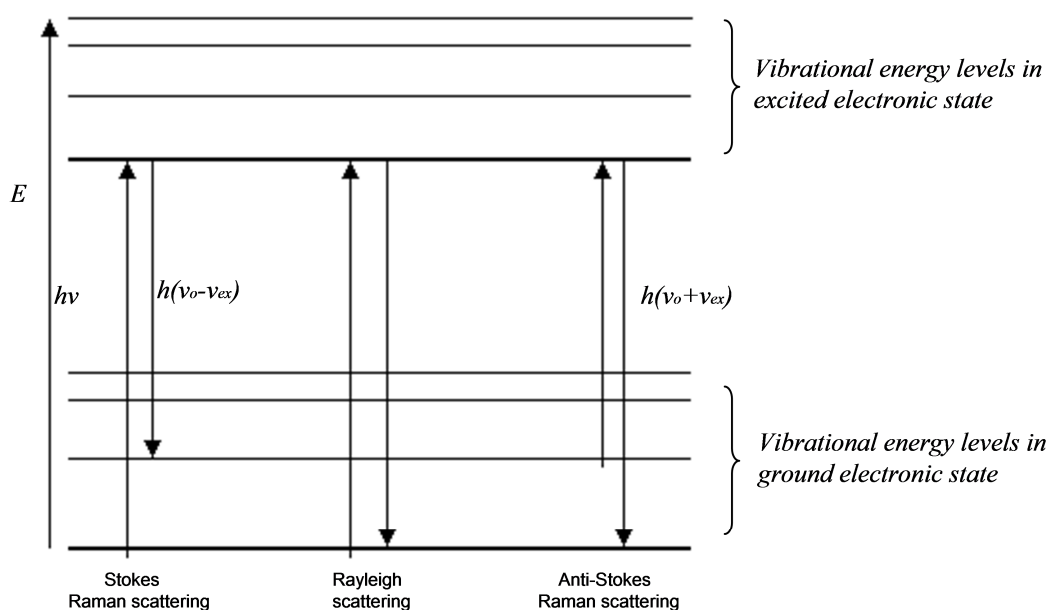 Vibrational energy levels in
excited electronic state
E
hν
h(νo-νex)
h(νo+νex)
Vibrational energy levels in
ground electronic state
Stokes
Raman scattering
Rayleigh
scattering
Anti-Stokes
Raman scattering